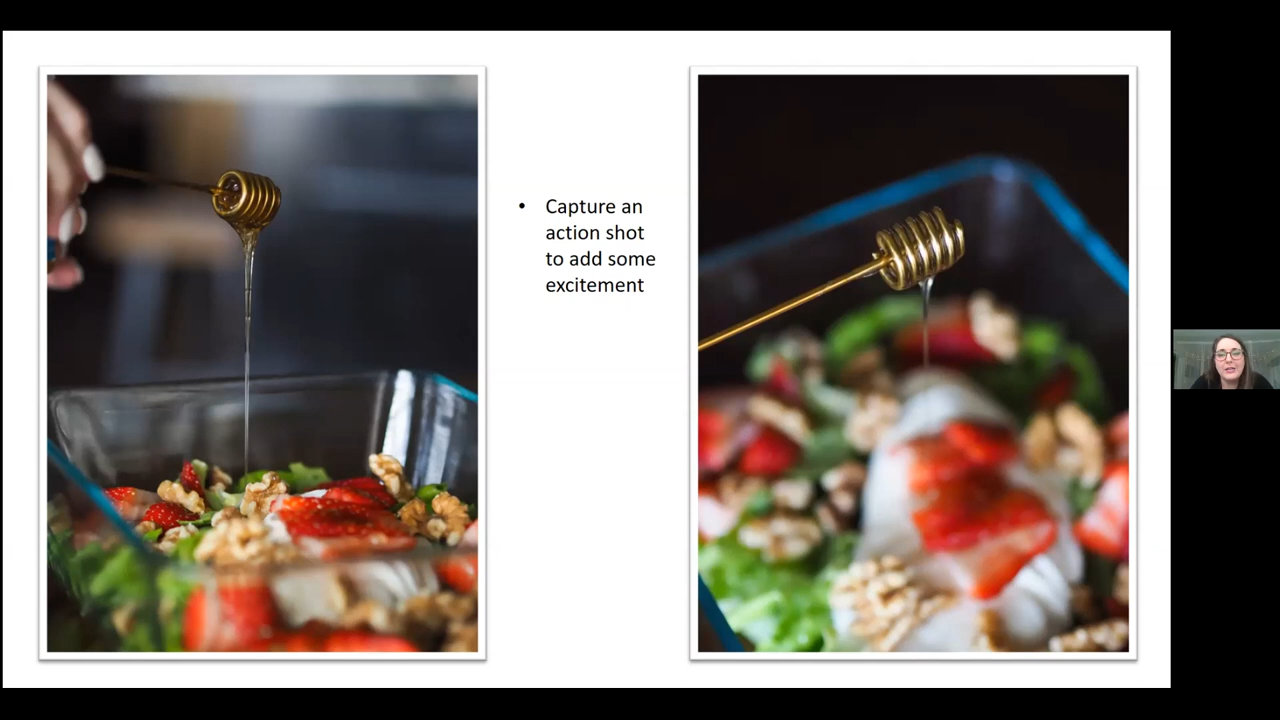 • Capture an
action shot
to add some
excitement